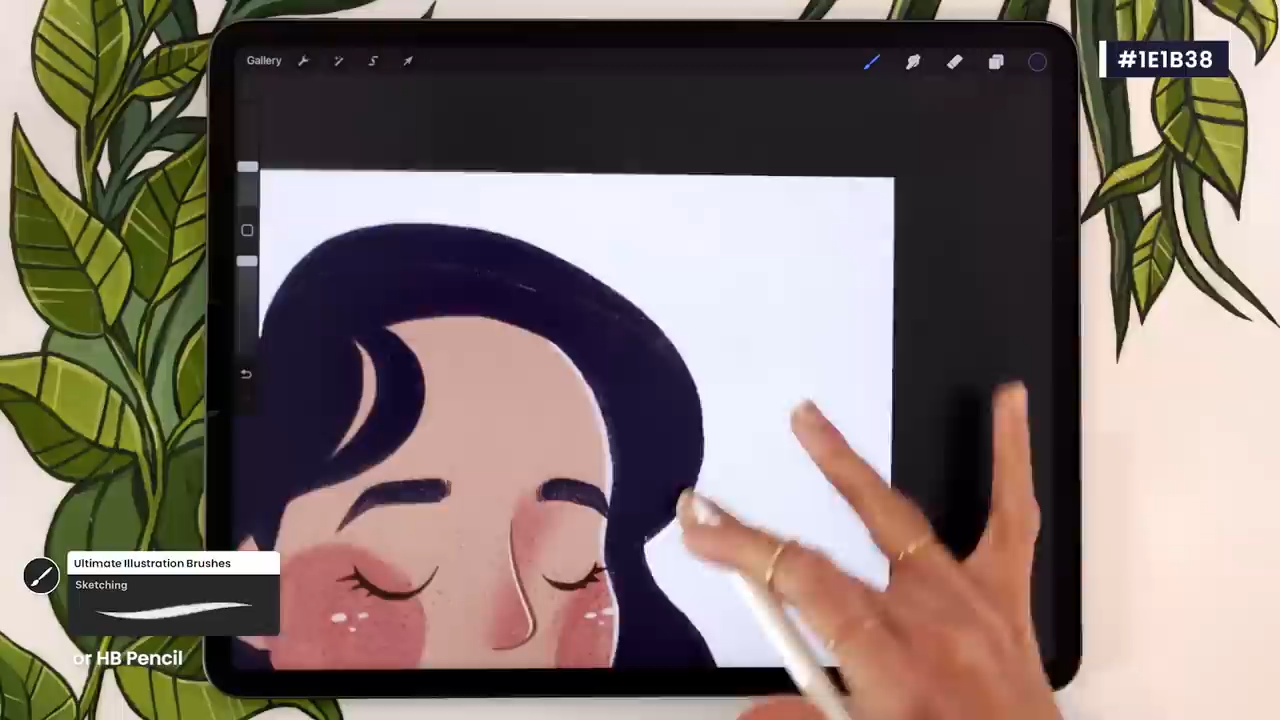 Gallery
#1E1B38
Ultimate Illustration Brushes
Sketching
or HB Pencil